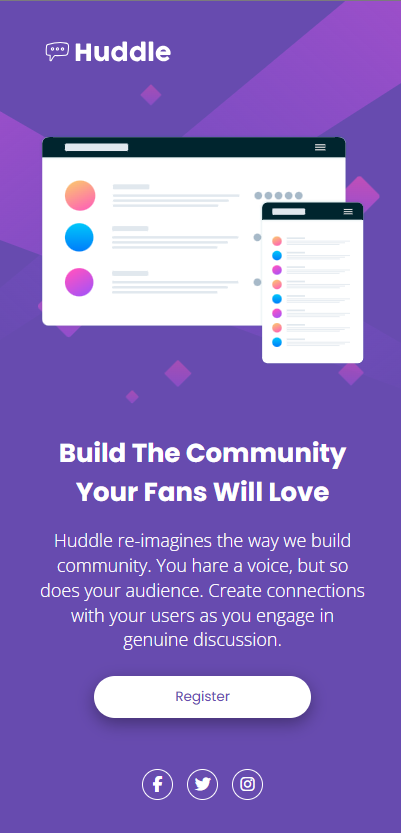 Huddle
Build The Community
Your Fans Will Love
Huddle re-imagines the way we build
community. You hare a voice, but so
does your audience. Create connections
with your users as you engage in
genuine discussion.
Register